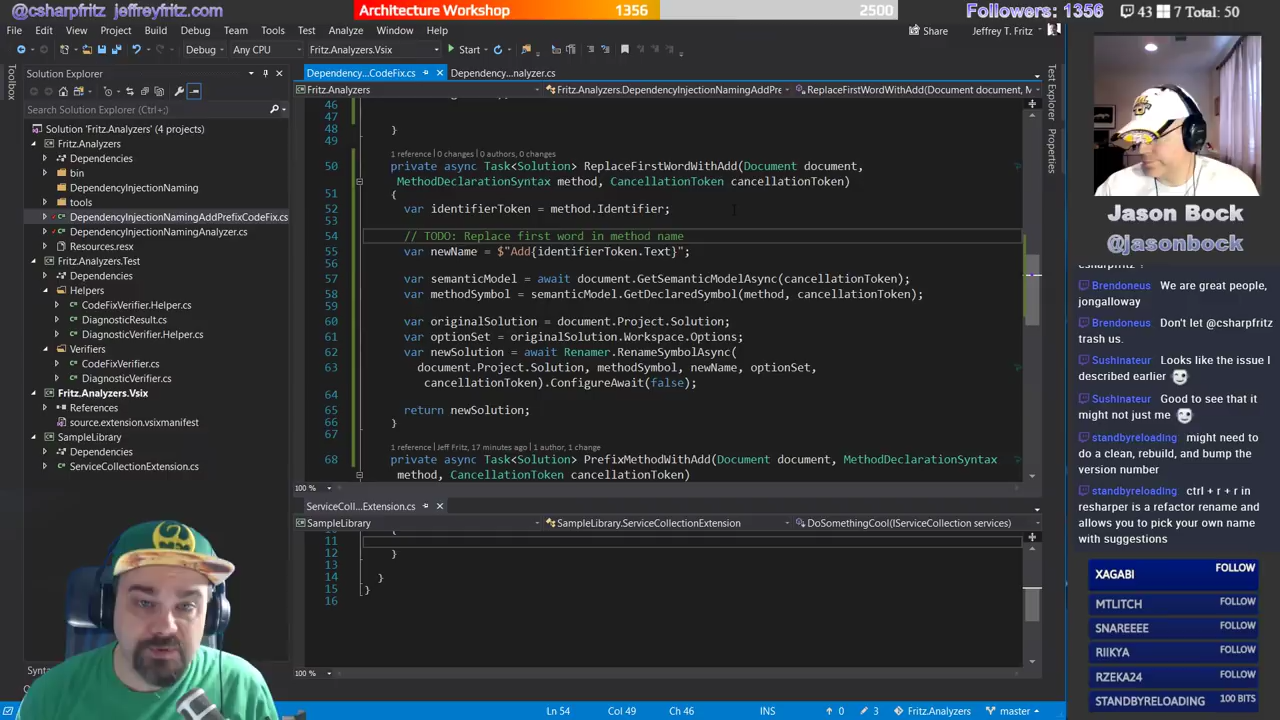 @csharpfritz jeffreyfritz.com
Architecture Workshop 1356 2500
Followers: 1356 43 7 Total: 50
File Edit View Project Build Debug Team Tools Test Analyze Window Help
Share Jeffrey T. Fritz
Debug Any CPU Fritz.Analyzers.Vsix Start
Toolbox
Solution Explorer
Search Solution Explorer (Ctrl+;)
Solution 'Fritz.Analyzers' (4 projects)
Fritz.Analyzers
Dependencies
bin
DependencyInjectionNaming
tools
DependencyInjectionNamingAddPrefixCodeFix.cs
DependencyInjectionNamingAnalyzer.cs
Resources.resx
Fritz.Analyzers.Test
Dependencies
Helpers
CodeFixVerifier.Helper.cs
DiagnosticResult.cs
DiagnosticVerifier.Helper.cs
Verifiers
CodeFixVerifier.cs
DiagnosticVerifier.cs
Fritz.Analyzers.Vsix
References
source.extension.vsixmanifest
SampleLibrary
Dependencies
ServiceCollectionExtension.cs
Dependency...CodeFix.cs Dependency...nalyzer.cs
Fritz.Analyzers Fritz.Analyzers.DependencyInjectionNamingAddPre ReplaceFirstWordWithAdd(Document document, M
46
47
48 }
49
1 reference | 0 changes | 0 authors, 0 changes
50 private async Task<Solution> ReplaceFirstWordWithAdd(Document document,
MethodDeclarationSyntax method, CancellationToken cancellationToken)
51 {
52 var identifierToken = method.Identifier;
53
54 // TODO: Replace first word in method name
55 var newName = $"Add{identifierToken.Text}";
56
57 var semanticModel = await document.GetSemanticModelAsync(cancellationToken);
58 var methodSymbol = semanticModel.GetDeclaredSymbol(method, cancellationToken);
59
60 var originalSolution = document.Project.Solution;
61 var optionSet = originalSolution.Workspace.Options;
62 var newSolution = await Renamer.RenameSymbolAsync(
63 document.Project.Solution, methodSymbol, newName, optionSet,
cancellationToken).ConfigureAwait(false);
64
65 return newSolution;
66 }
67
1 reference | Jeff Fritz, 17 minutes ago | 1 author, 1 change
68 private async Task<Solution> PrefixMethodWithAdd(Document document, MethodDeclarationSyntax
method, CancellationToken cancellationToken)
100 %
ServiceColl...Extension.cs
SampleLibrary SampleLibrary.ServiceCollectionExtension DoSomethingCool(IServiceCollection services)
11
12 }
13
14 }
15 }
16
100 %
Ln 54 Col 49 Ch 46 INS 0 3 Fritz.Analyzers master
Test Explorer
Properties
Jason Bock
@jasonbock
Brendoneus: We are great people, jongalloway
Brendoneus: Don't let @csharpfritz trash us.
Sushinateur: Looks like the issue I described earlier
Sushinateur: Good to see that it might not just me
standbyreloading: might need to do a clean, rebuild, and bump the version number
standbyreloading: ctrl + r + r in resharper is a refactor rename and allows you to pick your own name with suggestions
XAGABI FOLLOW
MTLITCH FOLLOW
SNAREEEE FOLLOW
RIIKYA FOLLOW
RZEKA24 FOLLOW
STANDBYRELOADING 100 BITS